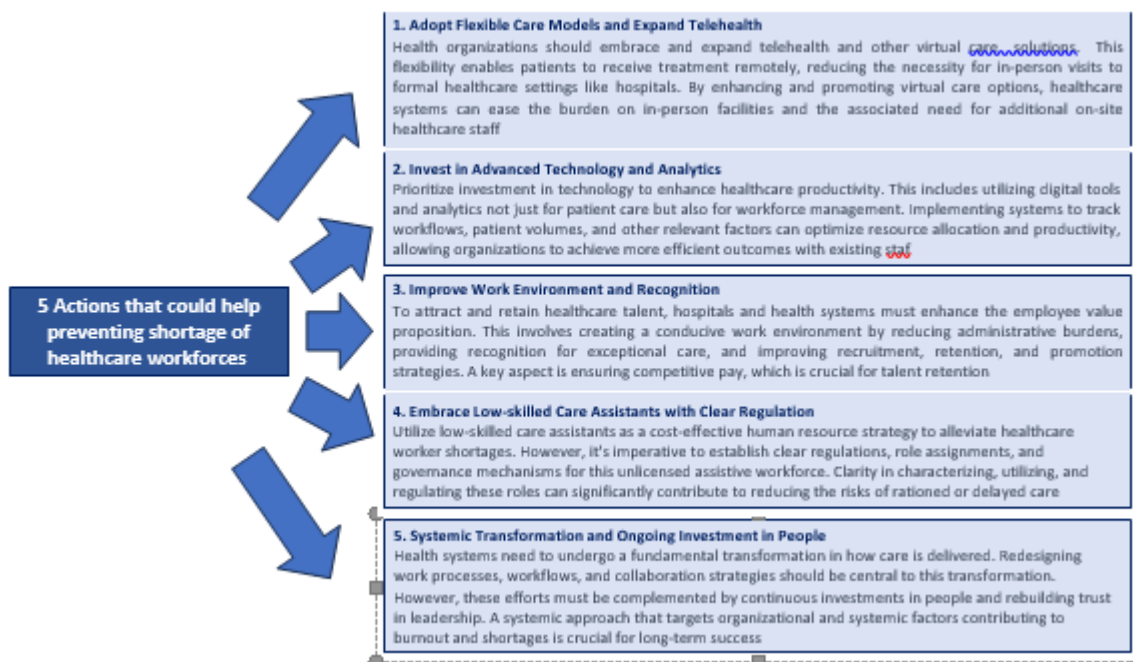 5 Actions that could help
preventing shortage of
healthcare workforces
1. Adopt Flexible Care Models and Expand Telehealth
Health organizations should embrace and expand telehealth and other virtual care solutions. This
flexibility enables patients to receive treatment remotely, reducing the necessity for in-person visits to
formal healthcare settings like hospitals. By enhancing and promoting virtual care options, healthcare
systems can ease the burden on in-person facilities and the associated need for additional on-site
healthcare staff
2. Invest in Advanced Technology and Analytics
Prioritize investment in technology to enhance healthcare productivity. This includes utilizing digital tools
and analytics not just for patient care but also for workforce management. Implementing systems to track
workflows, patient volumes, and other relevant factors can optimize resource allocation and productivity,
allowing organizations to achieve more efficient outcomes with existing staf
3. Improve Work Environment and Recognition
To attract and retain healthcare talent, hospitals and health systems must enhance the employee value
proposition. This involves creating a conducive work environment by reducing administrative burdens,
providing recognition for exceptional care, and improving recruitment, retention, and promotion
strategies. A key aspect is ensuring competitive pay, which is crucial for talent retention
4. Embrace Low-skilled Care Assistants with Clear Regulation
Utilize low-skilled care assistants as a cost-effective human resource strategy to alleviate healthcare
worker shortages. However, it's imperative to establish clear regulations, role assignments, and
governance mechanisms for this unlicensed assistive workforce. Clarity in characterizing, utilizing, and
regulating these roles can significantly contribute to reducing the risks of rationed or delayed care
5. Systemic Transformation and Ongoing Investment in People
Health systems need to undergo a fundamental transformation in how care is delivered. Redesigning
work processes, workflows, and collaboration strategies should be central to this transformation.
However, these efforts must be complemented by continuous investments in people and rebuilding trust
in leadership. A systemic approach that targets organizational and systemic factors contributing to
burnout and shortages is crucial for long-term success